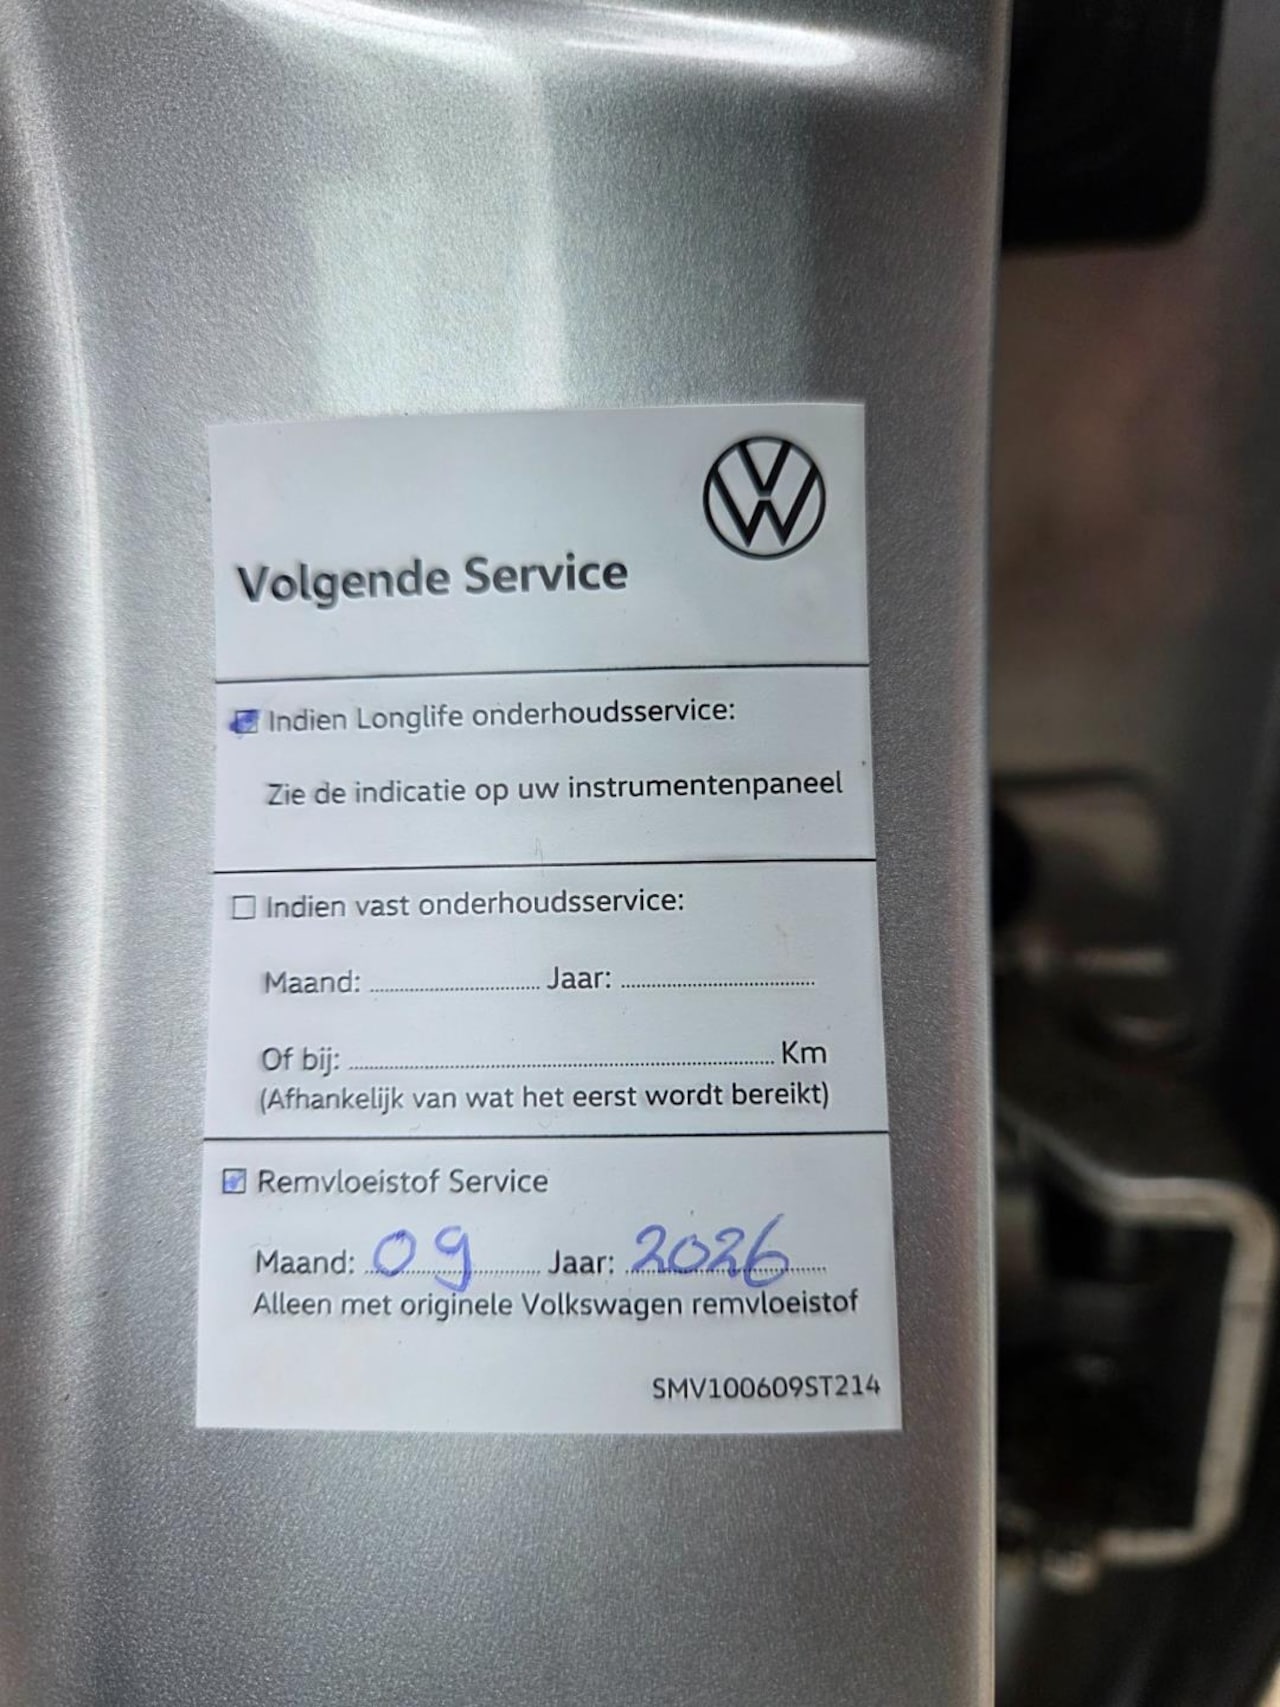 Volgende Service
Indien Longlife onderhoudsservice:
Zie de indicatie op uw instrumentenpaneel
Indien vast onderhoudsservice:
Maand: .......................... Jaar: ..............................
Of bij: .................................................................. Km
(Afhankelijk van wat het eerst wordt bereikt)
Remvloeistof Service
Maand: 09 Jaar: 2026
Alleen met originele Volkswagen remvloeistof
SMV100609ST214